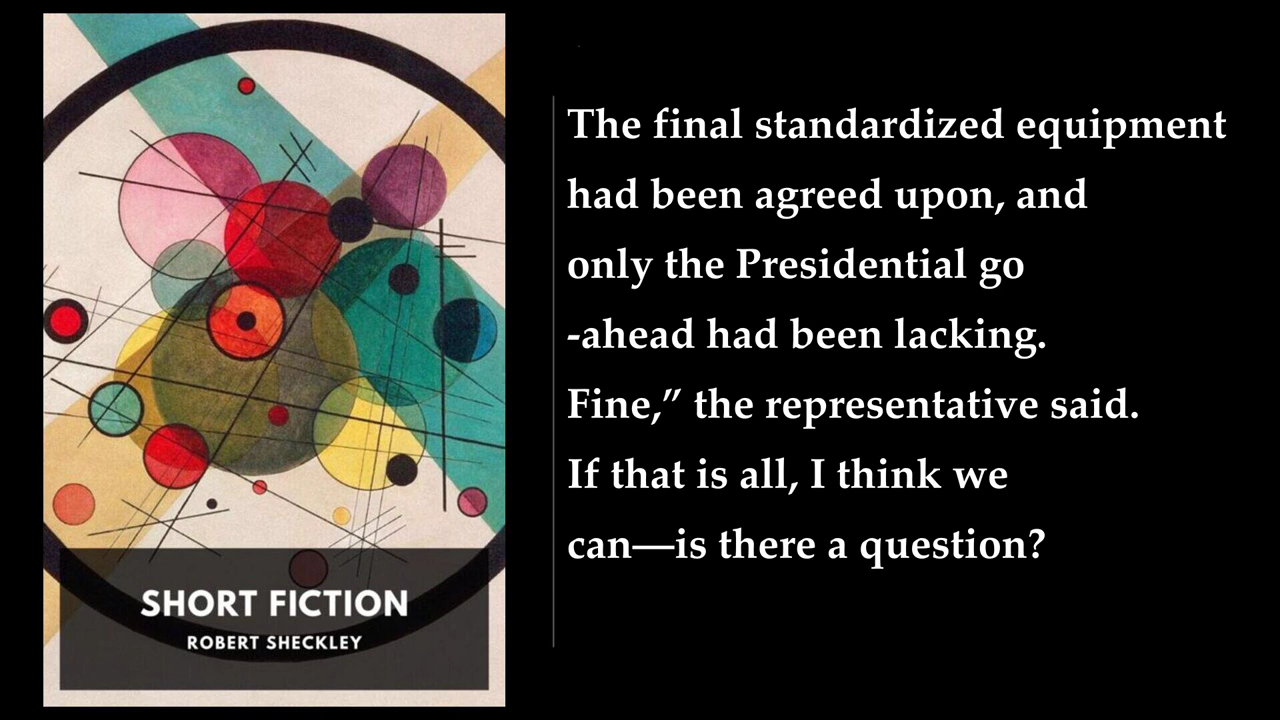 SHORT FICTION
ROBERT SHECKLEY
The final standardized equipment
had been agreed upon, and
only the Presidential go
-ahead had been lacking.
Fine,” the representative said.
If that is all, I think we
can—is there a question?